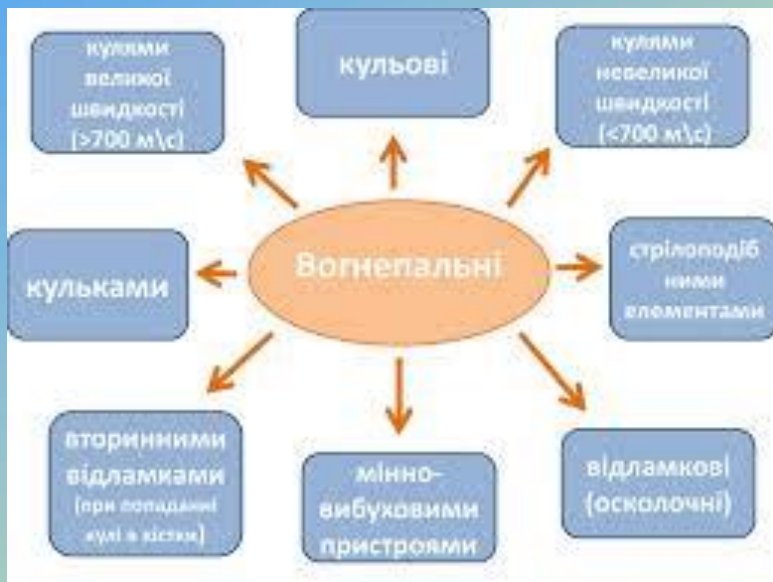 кулями
великої
швидкості
(>700 м\с)
кульові
кулями
невеликої
швидкості
(<700 м\с)
Вогнепальні
кульками
стрілоподіб
ними
елементами
вторинними
відламками
(при попаданні
кулі в кістки)
мінно-
вибуховими
пристроями
відламкові
(осколочні)